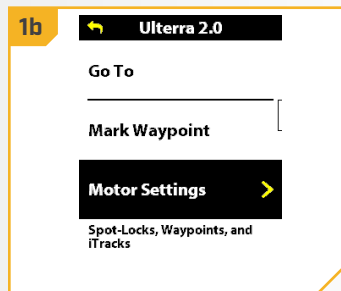 1b
Ulterra 2.0
Go To
Mark Waypoint
Motor Settings
Spot-Locks, Waypoints, and
iTracks